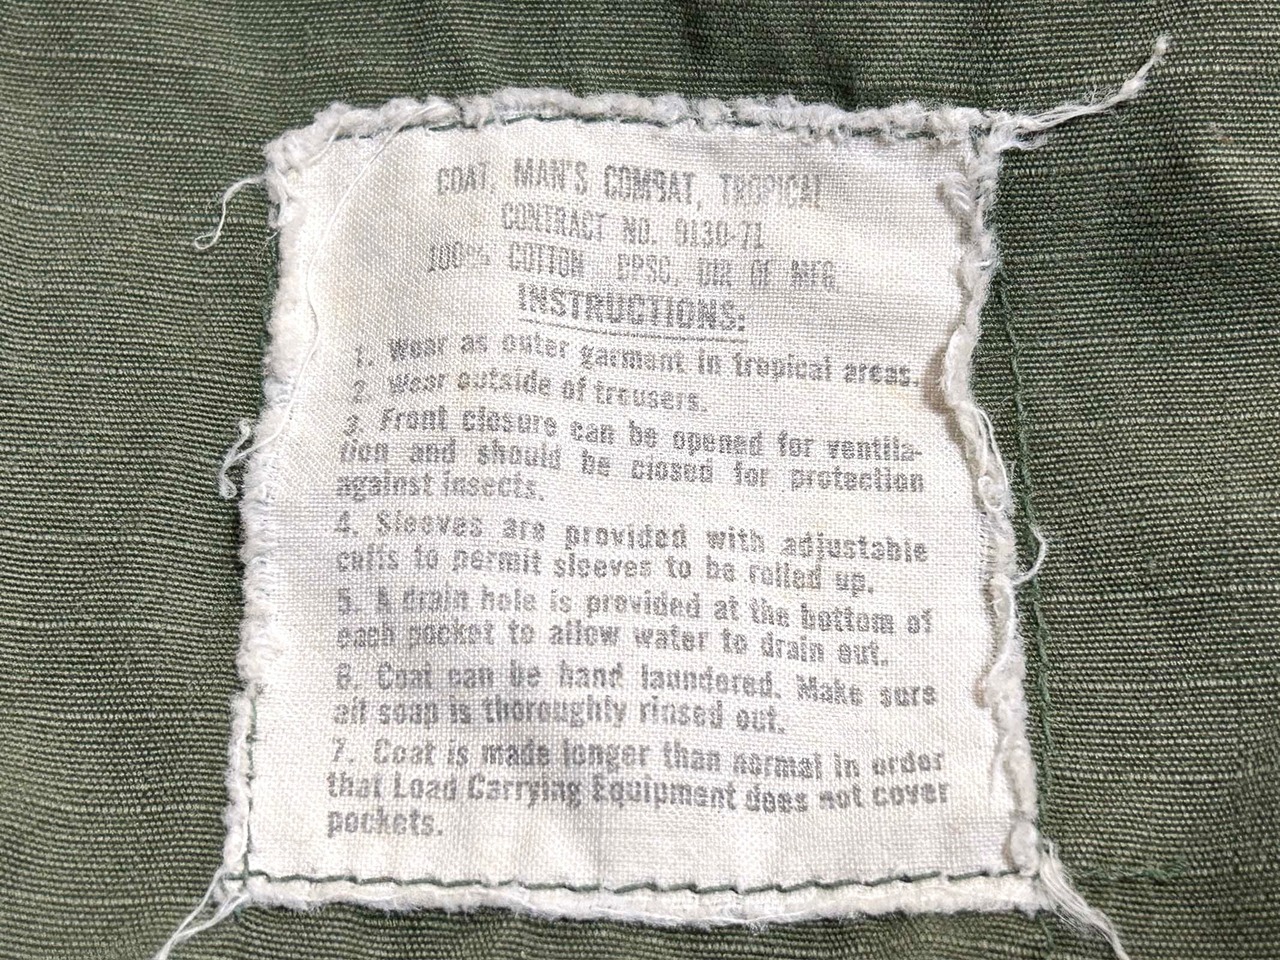 COAT, MAN'S COMBAT, TROPICAL
CONTRACT NO. 9130-71
100% COTTON DPSC, DIR OF MFG
INSTRUCTIONS:
1. Wear as outer garment in tropical areas.
2. Wear outside of trousers.
3. Front closure can be opened for ventila-
tion and should be closed for protection
against insects.
4. Sleeves are provided with adjustable
cuffs to permit sleeves to be rolled up.
5. A drain hole is provided at the bottom of
each pocket to allow water to drain out.
6. Coat can be hand laundered. Make sure
all soap is thoroughly rinsed out.
7. Coat is made longer than normal in order
that Load Carrying Equipment does not cover
pockets.